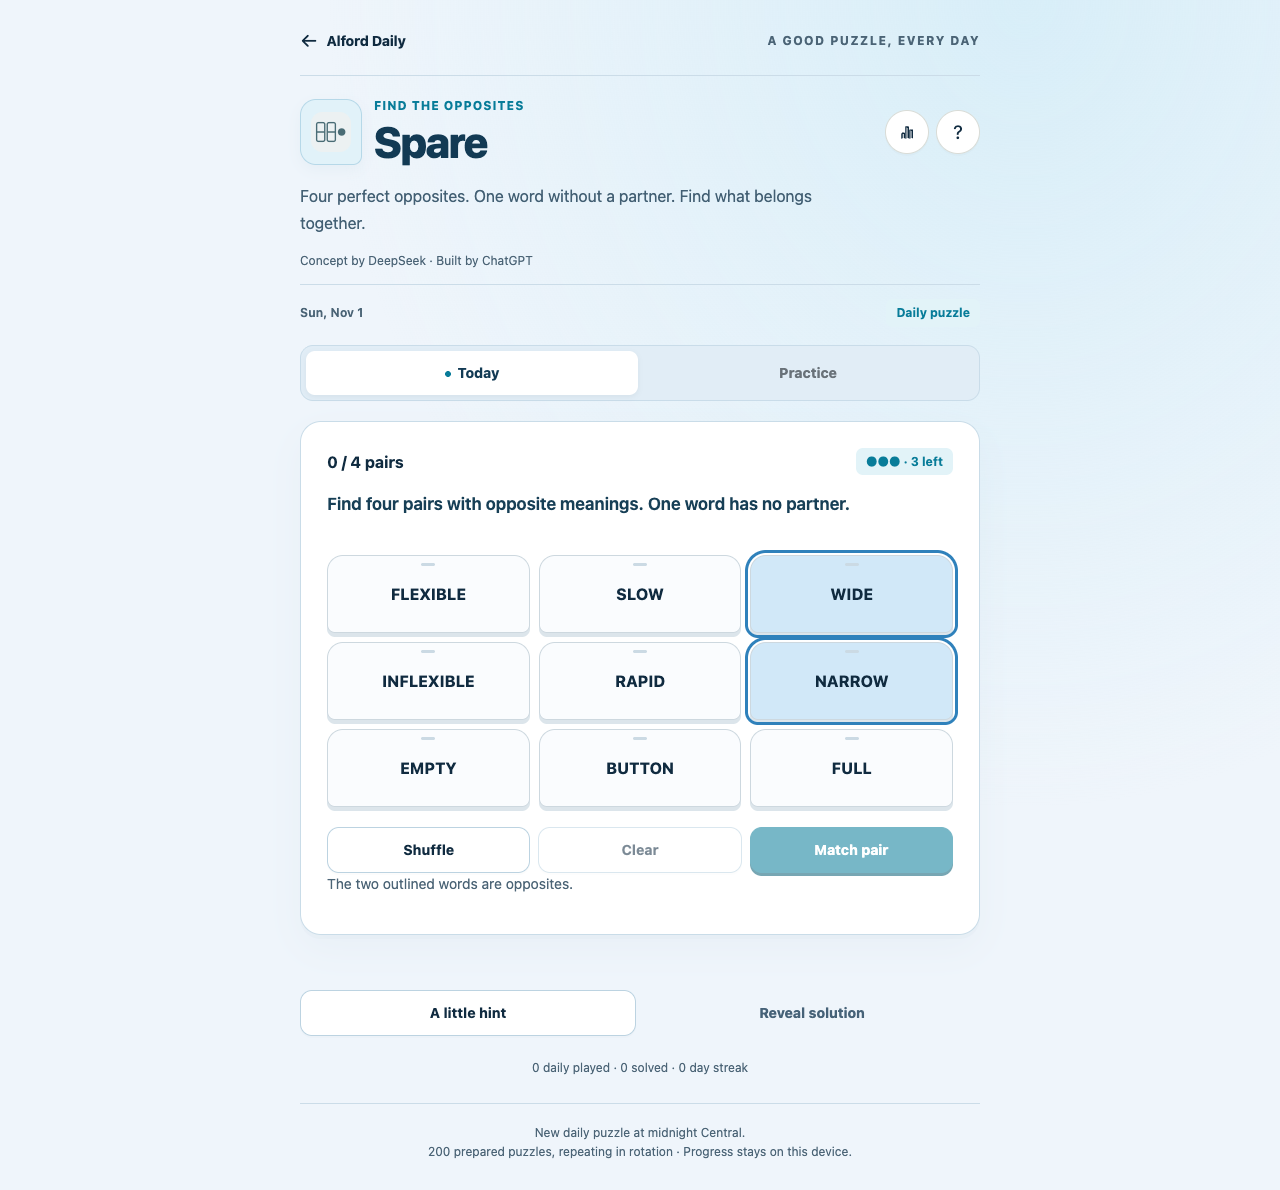 Alford Daily
A GOOD PUZZLE, EVERY DAY
FIND THE OPPOSITES
Spare
?
Four perfect opposites. One word without a partner. Find what belongs
together.
Concept by DeepSeek · Built by ChatGPT
Sun, Nov 1
Daily puzzle
Today
Practice
0 / 4 pairs
· 3 left
Find four pairs with opposite meanings. One word has no partner.
FLEXIBLE
SLOW
WIDE
INFLEXIBLE
RAPID
NARROW
EMPTY
BUTTON
FULL
Shuffle
Clear
Match pair
The two outlined words are opposites.
A little hint
Reveal solution
0 daily played · 0 solved · 0 day streak
New daily puzzle at midnight Central.
200 prepared puzzles, repeating in rotation · Progress stays on this device.